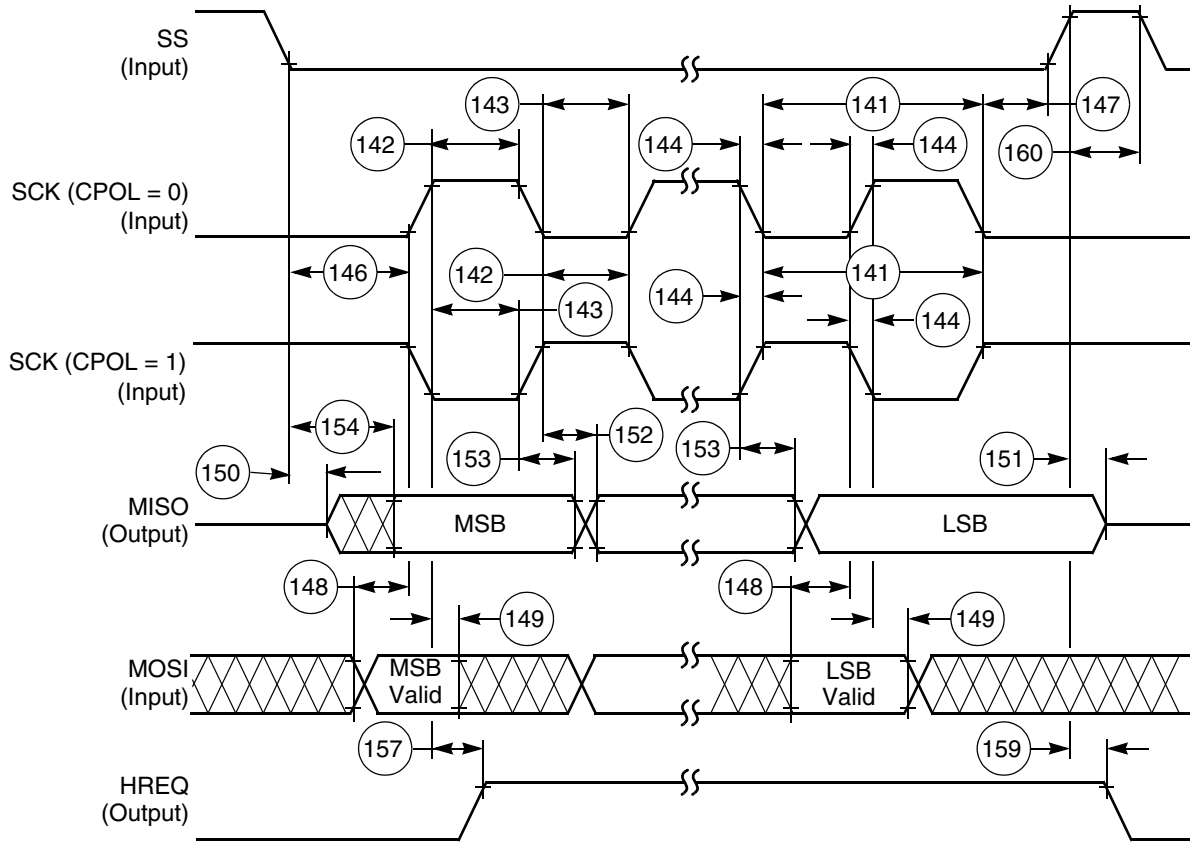 SS
(Input)
143
141
147
142
144
144
160
SCK (CPOL = 0)
(Input)
146
142
141
144
143
144
SCK (CPOL = 1)
(Input)
154
152
150
153
153
151
MISO
(Output)
MSB
LSB
148
148
149
149
MOSI
(Input)
MSB
Valid
LSB
Valid
157
159
HREQ
(Output)